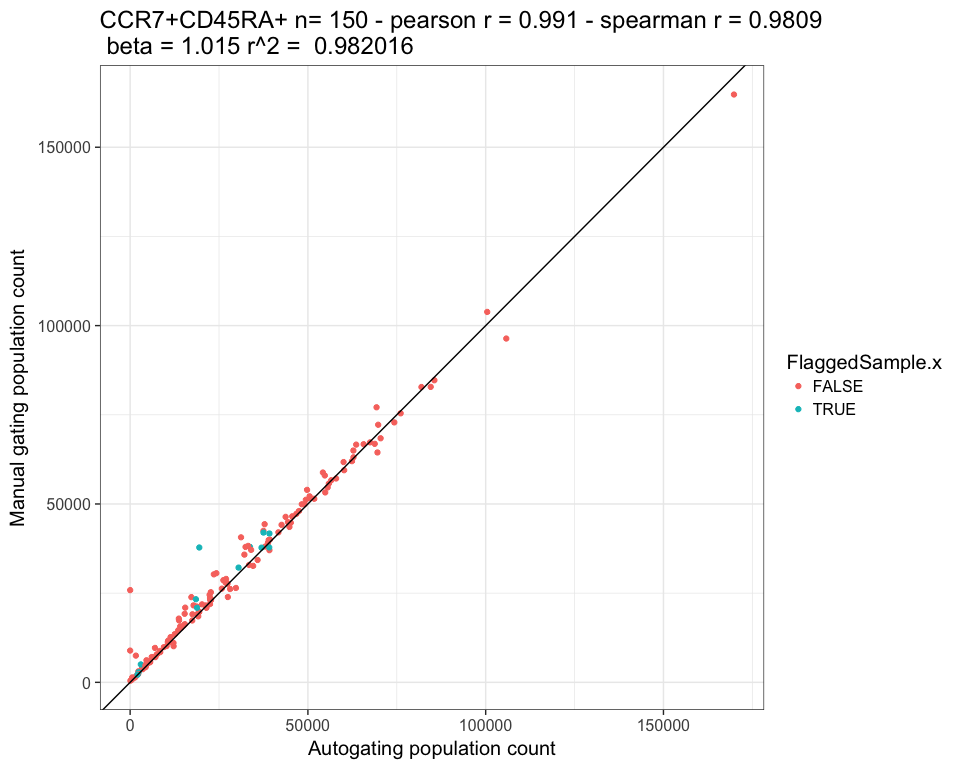 CCR7+CD45RA+ n= 150 - pearson r = 0.991 - spearman r = 0.9809
beta = 1.015 r^2 =  0.982016
Manual gating population count
150000
100000
50000
0
0
50000
100000
150000
Autogating population count
FlaggedSample.x
FALSE
TRUE